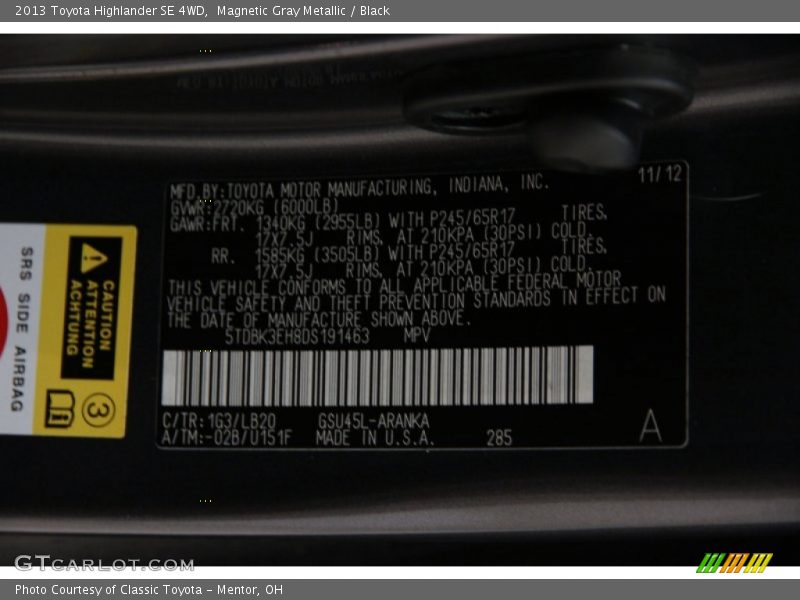 2013 Toyota Highlander SE 4WD,  Magnetic Gray Metallic / Black
11/12
MFD.BY:TOYOTA MOTOR MANUFACTURING, INDIANA, INC.
GVWR:2720KG (6000LB)
GAWR:FRT. 1340KG (2955LB) WITH P245/65R17 TIRES,
17X7.5J RIMS, AT 210KPA (30PSI) COLD.
RR. 1585KG (3505LB) WITH P245/65R17 TIRES,
17X7.5J RIMS, AT 210KPA (30PSI) COLD.
THIS VEHICLE CONFORMS TO ALL APPLICABLE FEDERAL MOTOR
VEHICLE SAFETY AND THEFT PREVENTION STANDARDS IN EFFECT ON
THE DATE OF MANUFACTURE SHOWN ABOVE.
5TDBK3EH8DS191463 MPV
C/TR:1G3/LB20 GSU45L-ARANKA
A/TM:-02B/U151F MADE IN U.S.A. 285
A
CAUTION
ATTENTION
ACHTUNG
3
SRS SIDE AIRBAG
GTCARLOT.COM
Photo Courtesy of Classic Toyota - Mentor, OH